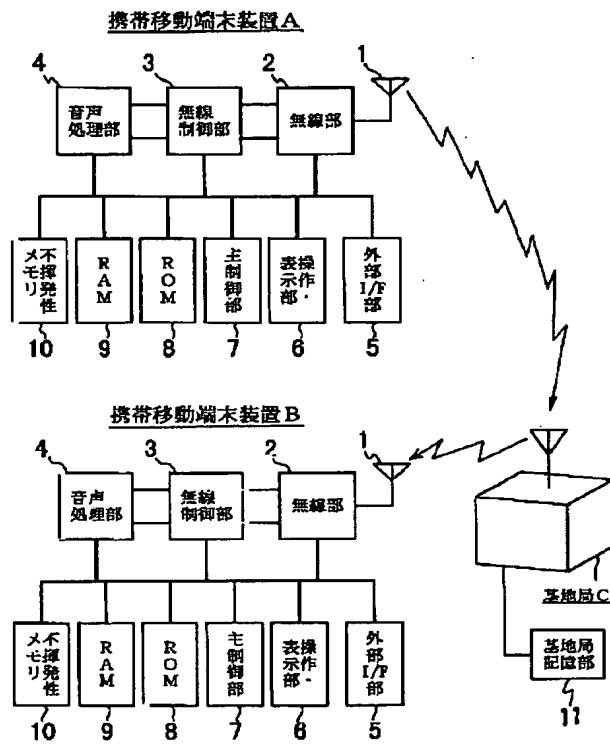 携帯移動端末装置A
4
3
2
1
音声
処理部
無線
制御部
無線部
不揮発性
メモリ
RAM
ROM
主制御部
操作・
表示部
外部
I/F
部
10
9
8
7
6
5
携帯移動端末装置B
4
3
2
1
音声
処理部
無線
制御部
無線部
基地局C
不揮発性
メモリ
RAM
ROM
主制御部
操作・
表示部
外部
I/F
部
基地局
記憶部
10
9
8
7
6
5
11